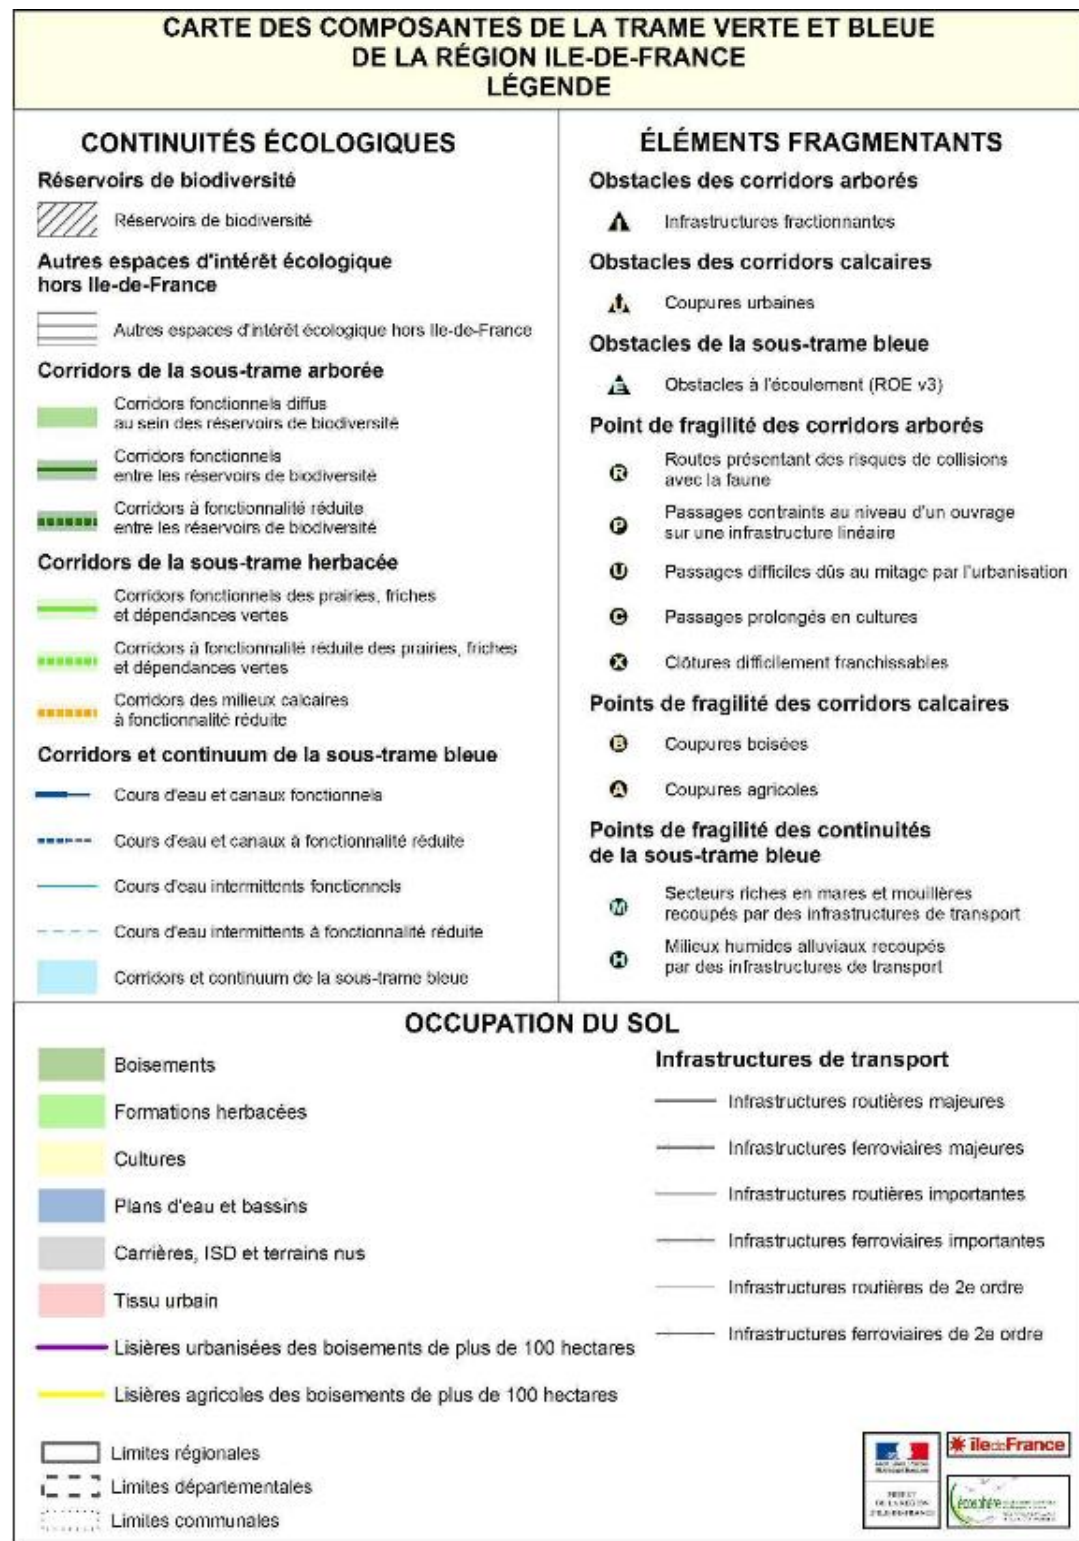 CARTE DES COMPOSANTES DE LA TRAME VERTE ET BLEUE
DE LA RÉGION ILE-DE-FRANCE
LÉGENDE
CONTINUITÉS ÉCOLOGIQUES
Réservoirs de biodiversité
Réservoirs de biodiversité
Autres espaces d'intérêt écologique
hors Ile-de-France
Autres espaces d'intérêt écologique hors Ile-de-France
Corridors de la sous-trame arborée
Corridors fonctionnels diffus
au sein des réservoirs de biodiversité
Corridors fonctionnels
entre les réservoirs de biodiversité
Corridors à fonctionnalité réduite
entre les réservoirs de biodiversité
Corridors de la sous-trame herbacée
Corridors fonctionnels des prairies, friches
et dépendances vertes
Corridors à fonctionnalité réduite des prairies, friches
et dépendances vertes
Corridors des milieux calcaires
à fonctionnalité réduite
Corridors et continuum de la sous-trame bleue
Cours d'eau et canaux fonctionnels
Cours d'eau et canaux à fonctionnalité réduite
Cours d'eau intermittents fonctionnels
Cours d'eau intermittents à fonctionnalité réduite
Corridors et continuum de la sous-trame bleue
ÉLÉMENTS FRAGMENTANTS
Obstacles des corridors arborés
Infrastructures fractionnantes
Obstacles des corridors calcaires
Coupures urbaines
Obstacles de la sous-trame bleue
E Obstacles à l'écoulement (ROE v3)
Point de fragilité des corridors arborés
R Routes présentant des risques de collisions
avec la faune
P Passages contraints au niveau d'un ouvrage
sur une infrastructure linéaire
U Passages difficiles dûs au mitage par l'urbanisation
C Passages prolongés en cultures
X Clôtures difficilement franchissables
Points de fragilité des corridors calcaires
B Coupures boisées
A Coupures agricoles
Points de fragilité des continuités
de la sous-trame bleue
M Secteurs riches en mares et mouillères
recoupés par des infrastructures de transport
H Milieux humides alluviaux recoupés
par des infrastructures de transport
OCCUPATION DU SOL
Boisements
Formations herbacées
Cultures
Plans d'eau et bassins
Carrières, ISD et terrains nus
Tissu urbain
Lisières urbanisées des boisements de plus de 100 hectares
Lisières agricoles des boisements de plus de 100 hectares
Limites régionales
Limites départementales
Limites communales
Infrastructures de transport
Infrastructures routières majeures
Infrastructures ferroviaires majeures
Infrastructures routières importantes
Infrastructures ferroviaires importantes
Infrastructures routières de 2e ordre
Infrastructures ferroviaires de 2e ordre
PRÉFET
DE LA RÉGION
D'ILE-DE-FRANCE
île de France
écosphère